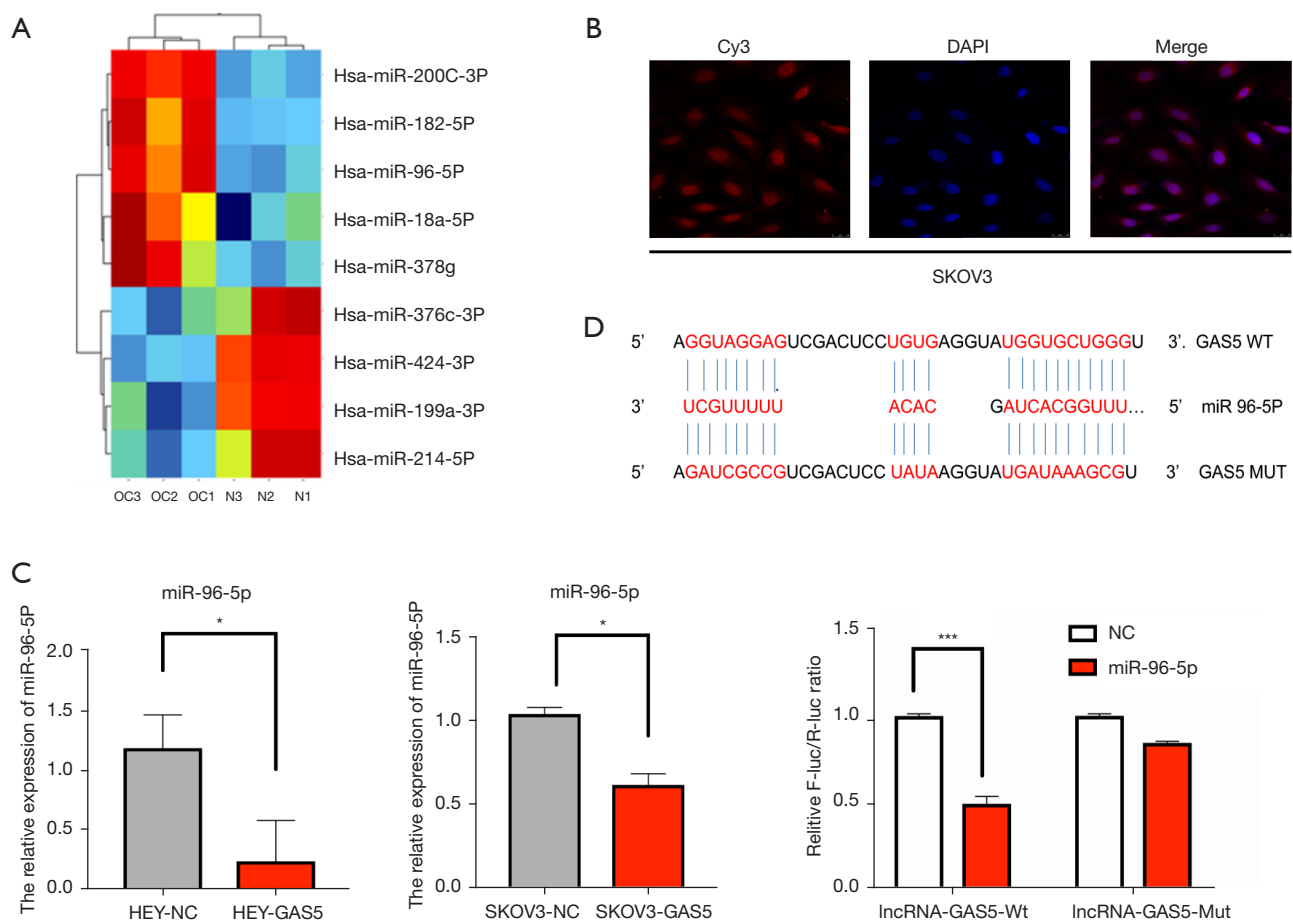 A
Hsa-miR-200C-3P
Hsa-miR-182-5P
Hsa-miR-96-5P
Hsa-miR-18a-5P
Hsa-miR-378g
Hsa-miR-376c-3P
Hsa-miR-424-3P
Hsa-miR-199a-3P
Hsa-miR-214-5P
OC3 OC2 OC1 N3 N2 N1
B
Cy3 DAPI Merge
SKOV3
D
5' AGGUAGGAGUCGACUCCUGUGAGGUAUGGUGCUGGGU 3'. GAS5 WT
3' UCGUUUUU ACAC GAUCACGGUUU... 5' miR 96-5P
5' AGAUCGCCGUCGACUCC UAUAAGGUAUGAUAAAGCGU 3' GAS5 MUT
C
miR-96-5p
The relative expression of miR-96-5P
*
2.0
1.5
1.0
0.5
0.0
HEY-NC HEY-GAS5
miR-96-5p
The relative expression of miR-96-5P
*
1.5
1.0
0.5
0.0
SKOV3-NC SKOV3-GAS5
Relitive F-luc/R-luc ratio
***
NC
miR-96-5p
1.5
1.0
0.5
0.0
lncRNA-GAS5-Wt lncRNA-GAS5-Mut